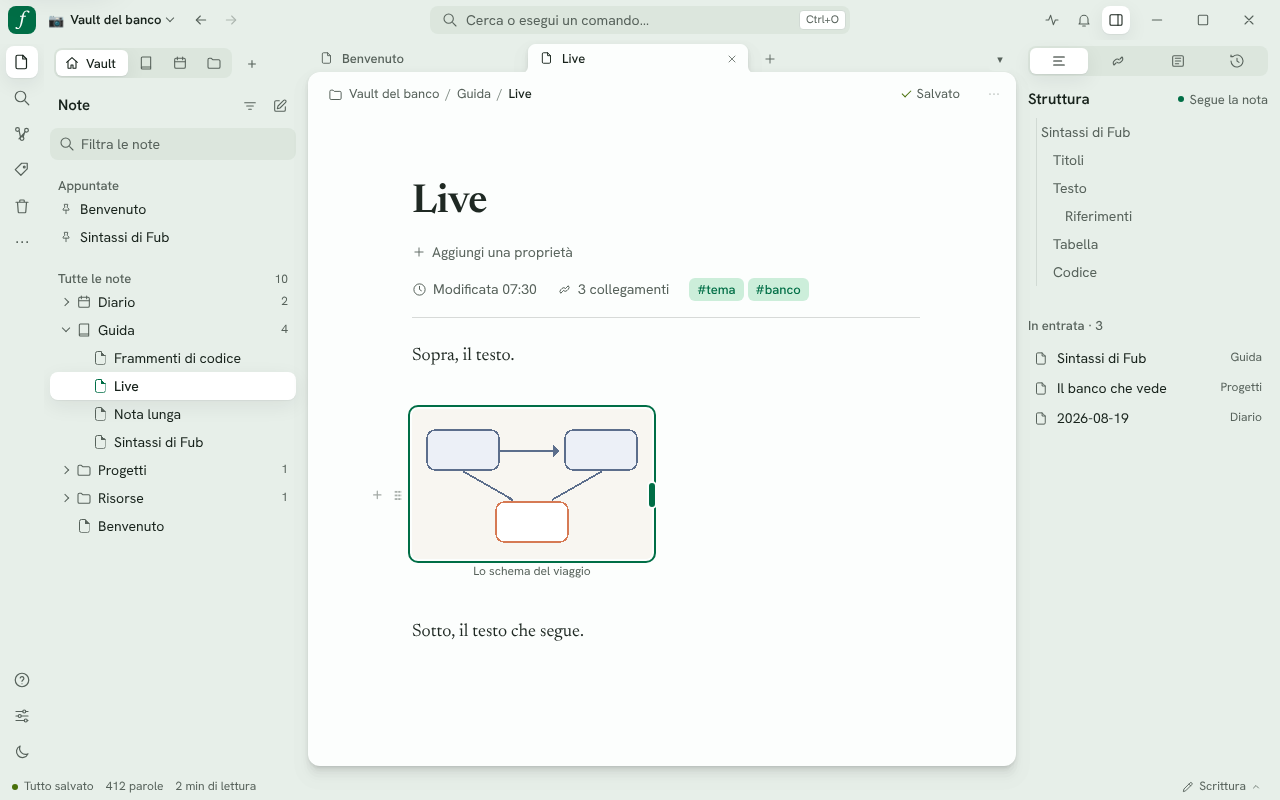 f
Vault del banco
Cerca o esegui un comando…
Ctrl+O
Vault
Note
Filtra le note
Appuntate
Benvenuto
Sintassi di Fub
Tutte le note 10
Diario 2
Guida 4
Frammenti di codice
Live
Nota lunga
Sintassi di Fub
Progetti 1
Risorse 1
Benvenuto
Benvenuto
Live
Vault del banco / Guida / Live
Salvato
Live
Aggiungi una proprietà
Modificata 07:30
3 collegamenti
#tema
#banco
Sopra, il testo.
Lo schema del viaggio
Sotto, il testo che segue.
Struttura
Segue la nota
Sintassi di Fub
Titoli
Testo
Riferimenti
Tabella
Codice
In entrata · 3
Sintassi di Fub Guida
Il banco che vede Progetti
2026-08-19 Diario
Tutto salvato
412 parole
2 min di lettura
Scrittura